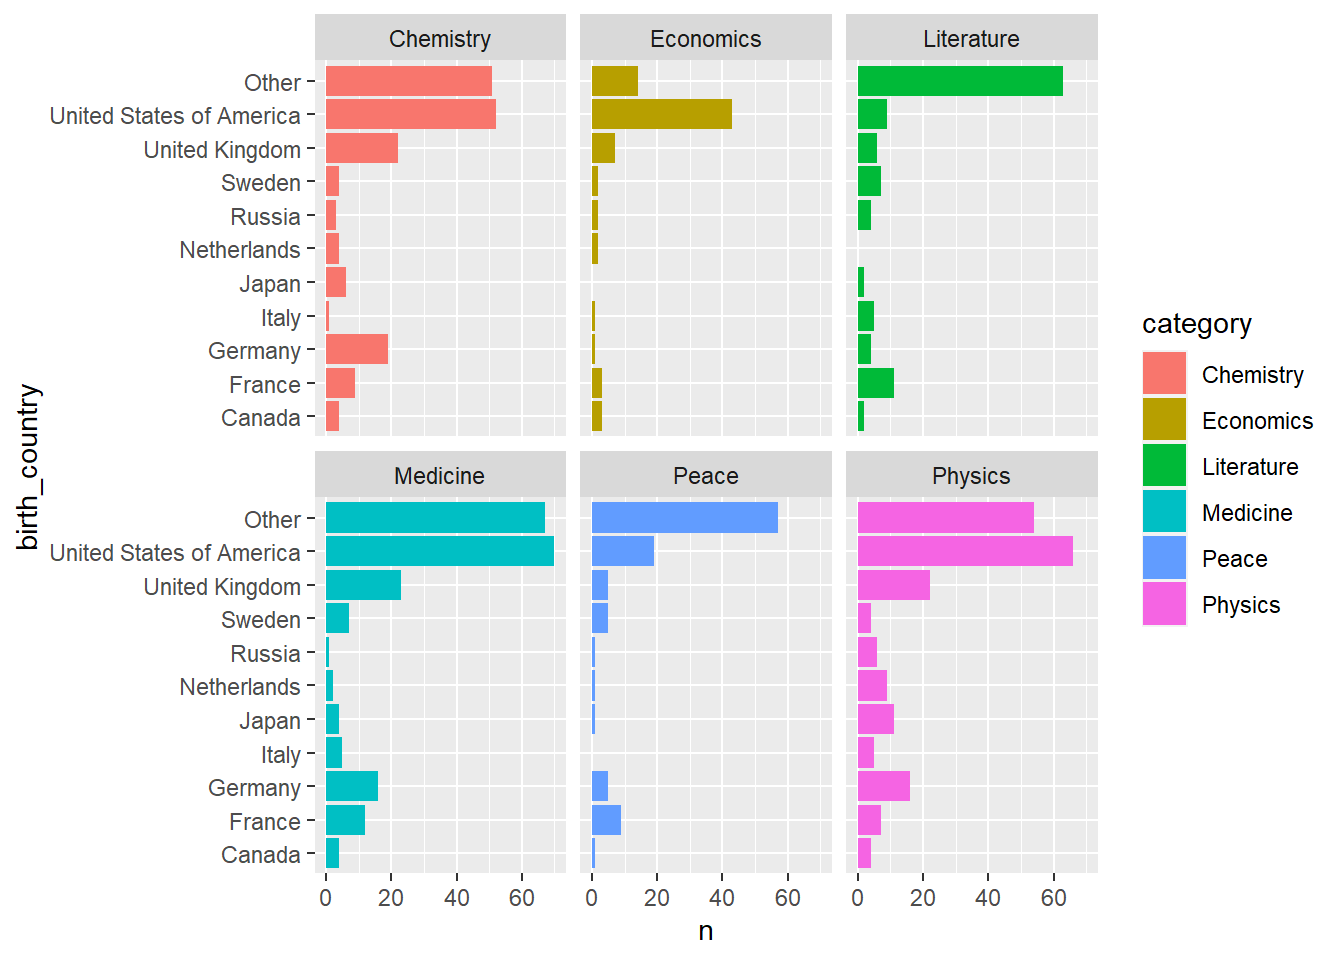 Chemistry Economics Literature
Other
United States of America
United Kingdom
Sweden
Russia
Netherlands
Japan
Italy
Germany
France
Canada
Medicine Peace Physics
Other
United States of America
United Kingdom
Sweden
Russia
Netherlands
Japan
Italy
Germany
France
Canada
0 20 40 60 0 20 40 60 0 20 40 60
n
birth_country
category
Chemistry
Economics
Literature
Medicine
Peace
Physics